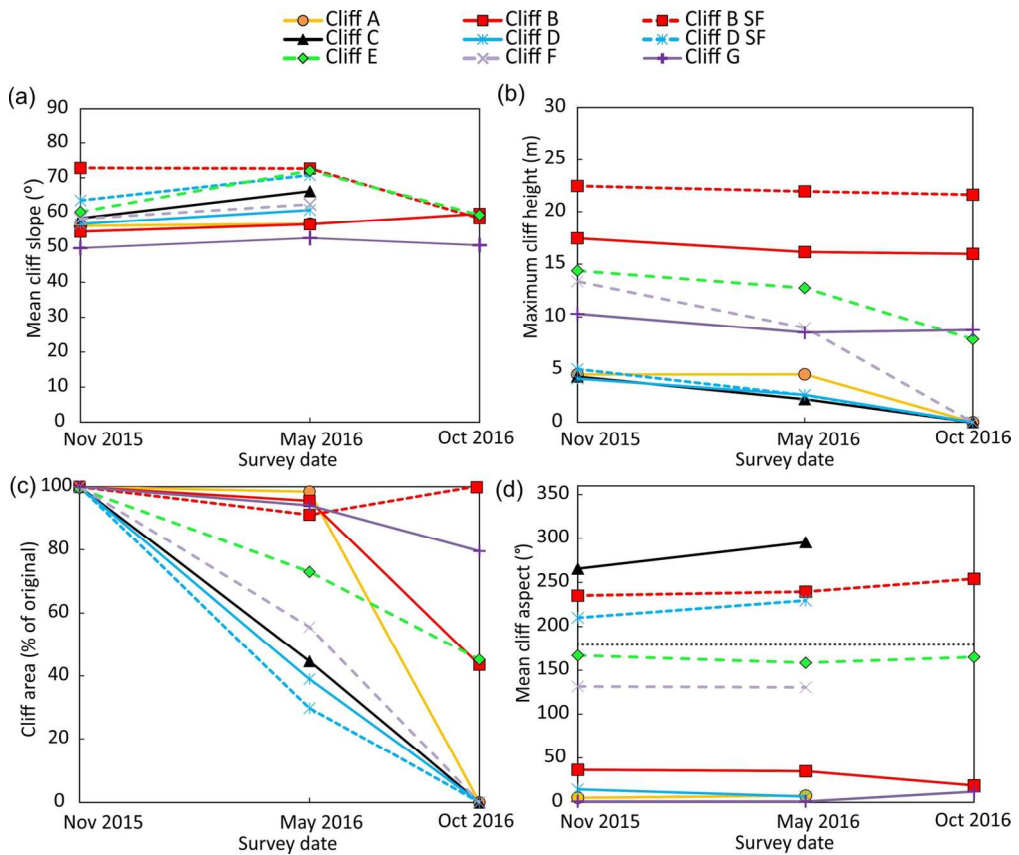 Cliff A Cliff B Cliff B SF
Cliff C Cliff D Cliff D SF
Cliff E Cliff F Cliff G
(a)
Mean cliff slope (°)
90
80
70
60
50
40
30
20
10
0
Nov 2015 May 2016 Oct 2016
Survey date
(b)
Maximum cliff height (m)
30
25
20
15
10
5
0
Nov 2015 May 2016 Oct 2016
Survey date
(c)
Cliff area (% of original)
100
80
60
40
20
0
Nov 2015 May 2016 Oct 2016
Survey date
(d)
Mean cliff aspect (°)
350
300
250
200
150
100
50
0
Nov 2015 May 2016 Oct 2016
Survey date